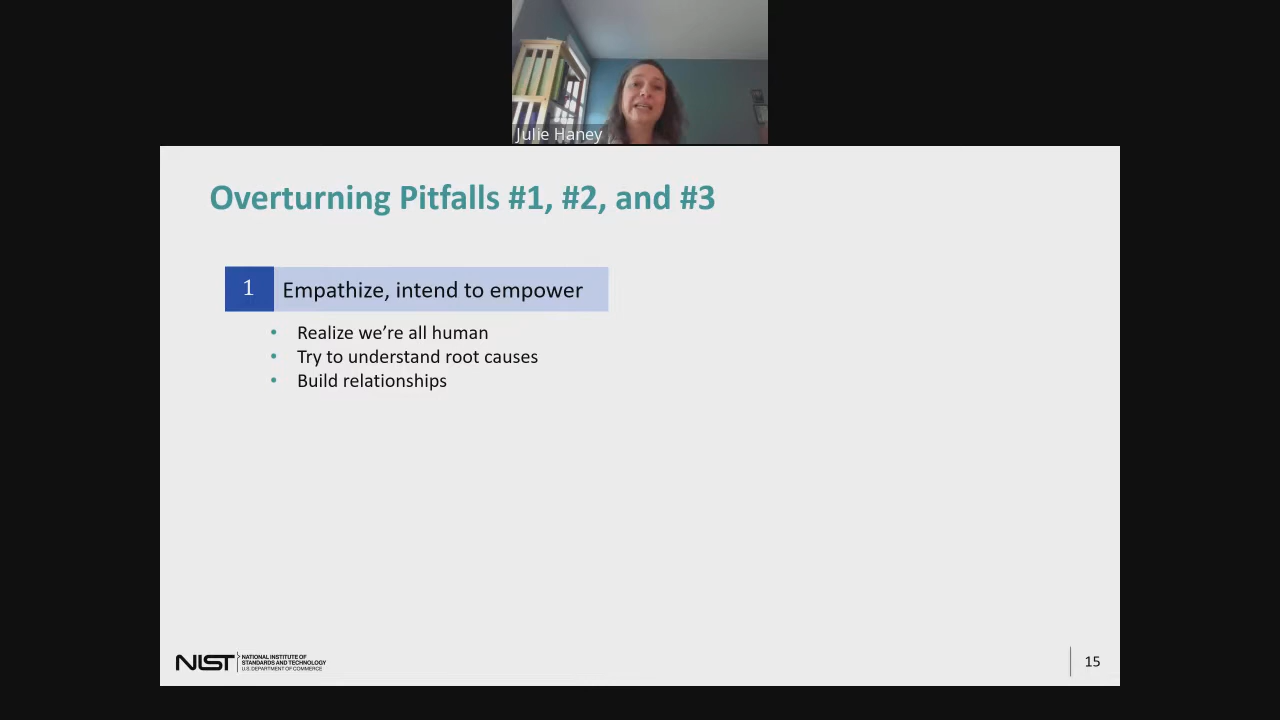 Julie Haney
Overturning Pitfalls #1, #2, and #3
1
Empathize, intend to empower
• Realize we’re all human
• Try to understand root causes
• Build relationships
NIST
NATIONAL INSTITUTE OF
STANDARDS AND TECHNOLOGY
U.S. DEPARTMENT OF COMMERCE
15